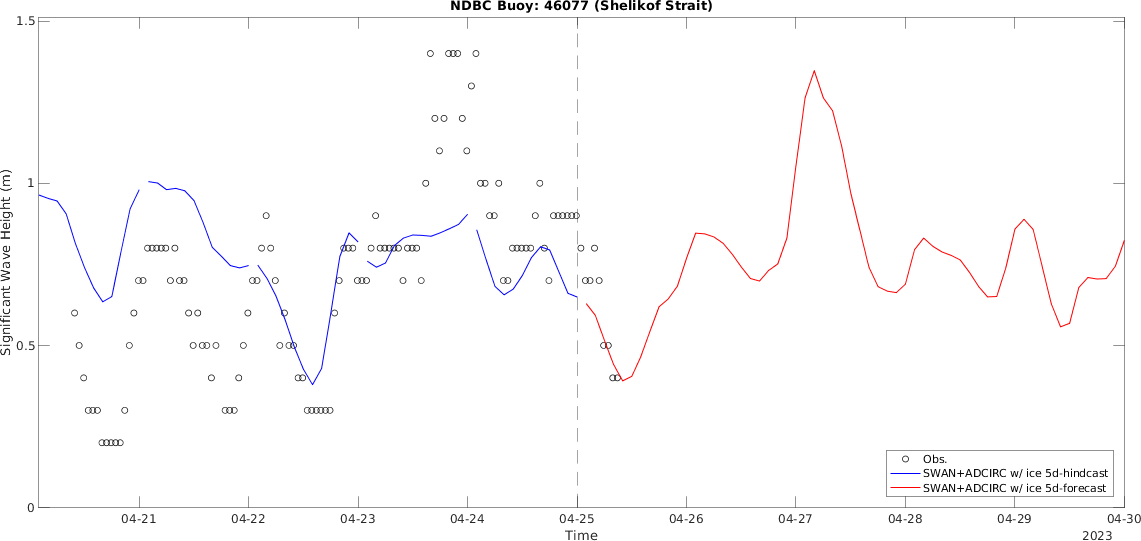 NDBC Buoy: 46077 (Shelikof Strait)
1.5
1
0.5
0
Significant Wave Height (m)
04-21 04-22 04-23 04-24 04-25 04-26 04-27 04-28 04-29 04-30
Time
2023
Obs.
SWAN+ADCIRC w/ ice 5d-hindcast
SWAN+ADCIRC w/ ice 5d-forecast